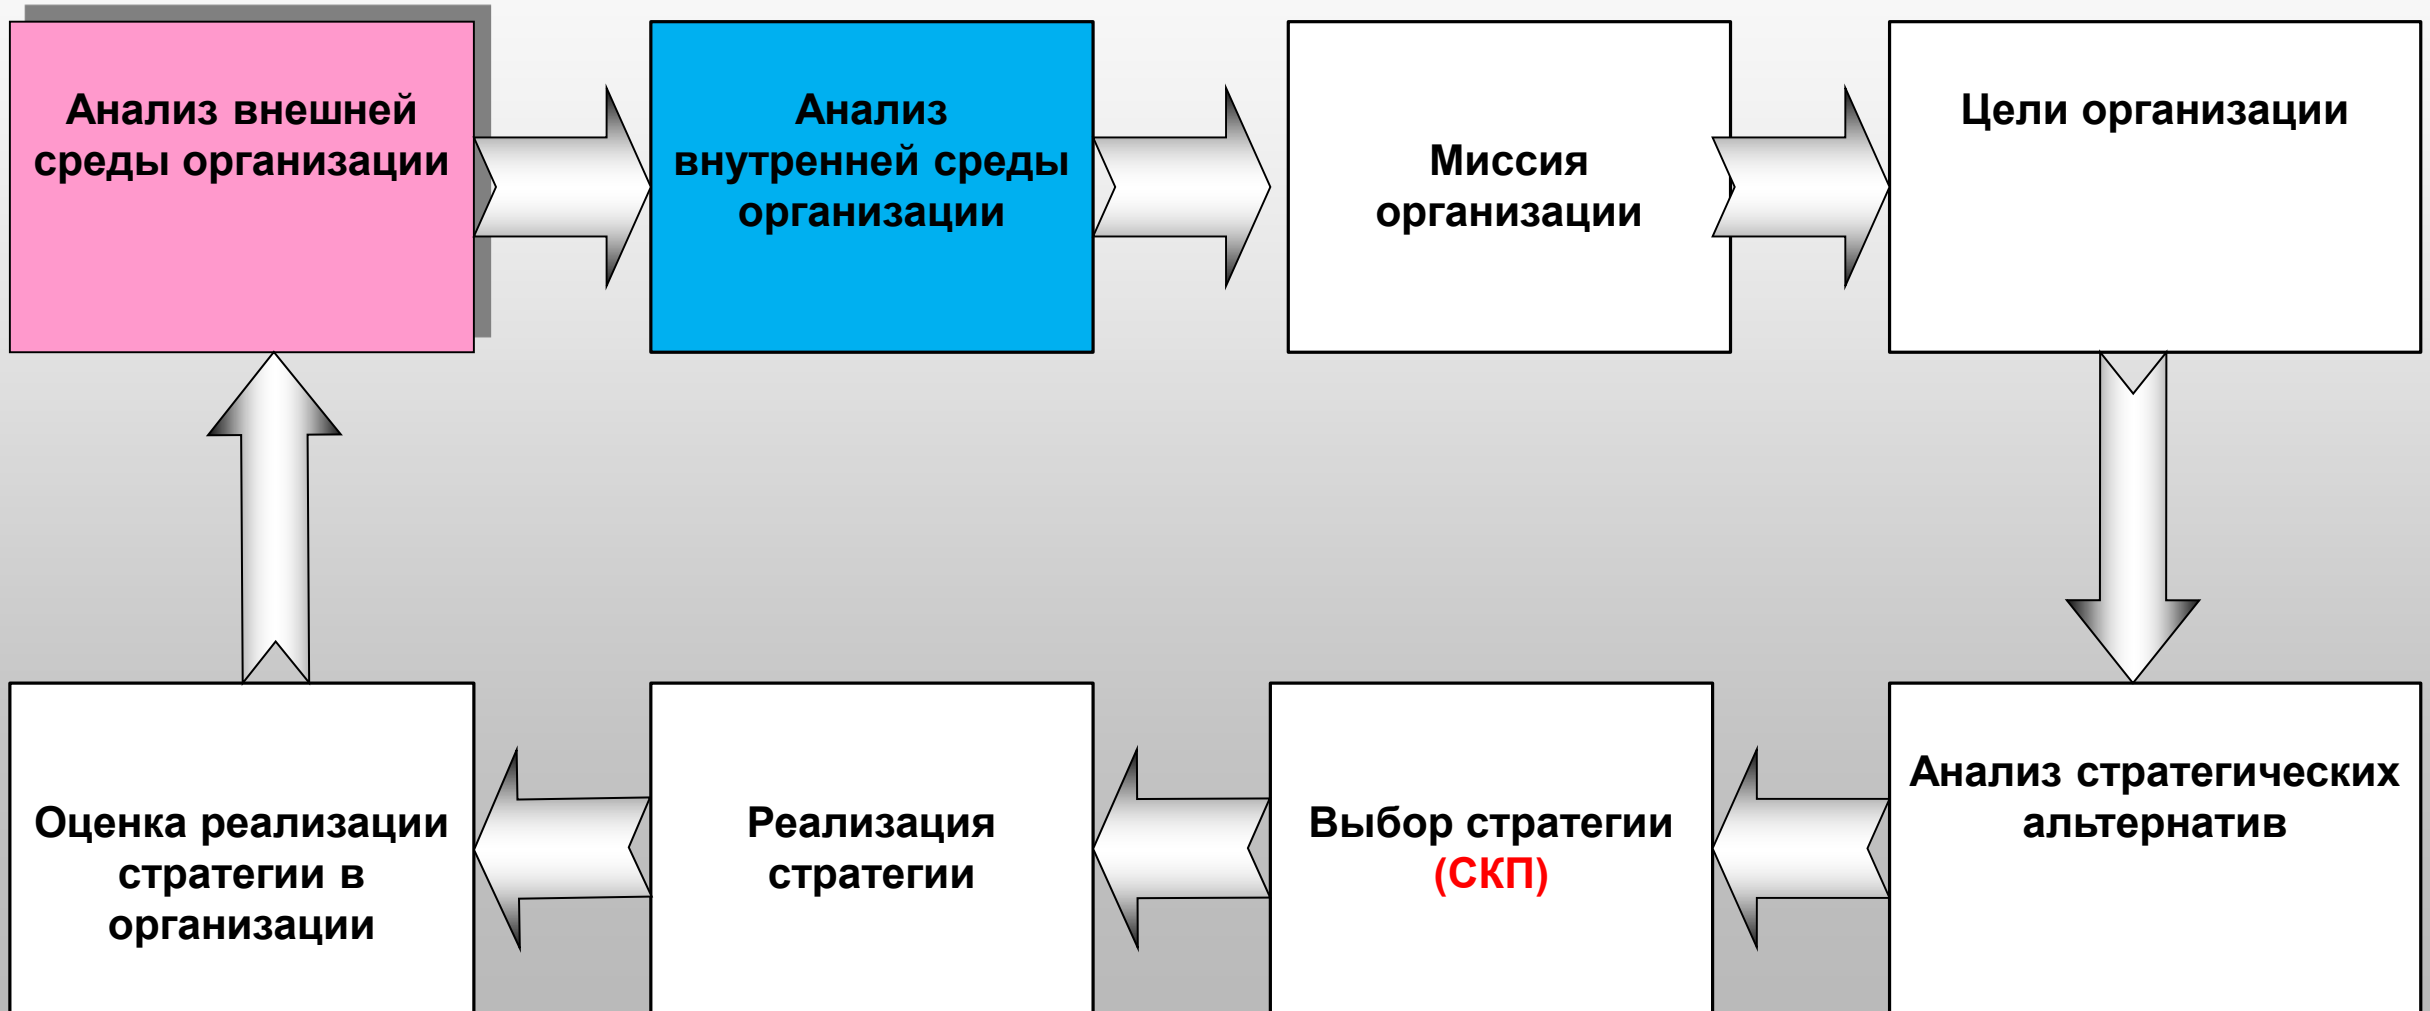 Анализ внешней
среды организации
Анализ
внутренней среды
организации
Миссия
организации
Цели организации
Оценка реализации
стратегии в
организации
Реализация
стратегии
Выбор стратегии
(СКП)
Анализ стратегических
альтернатив